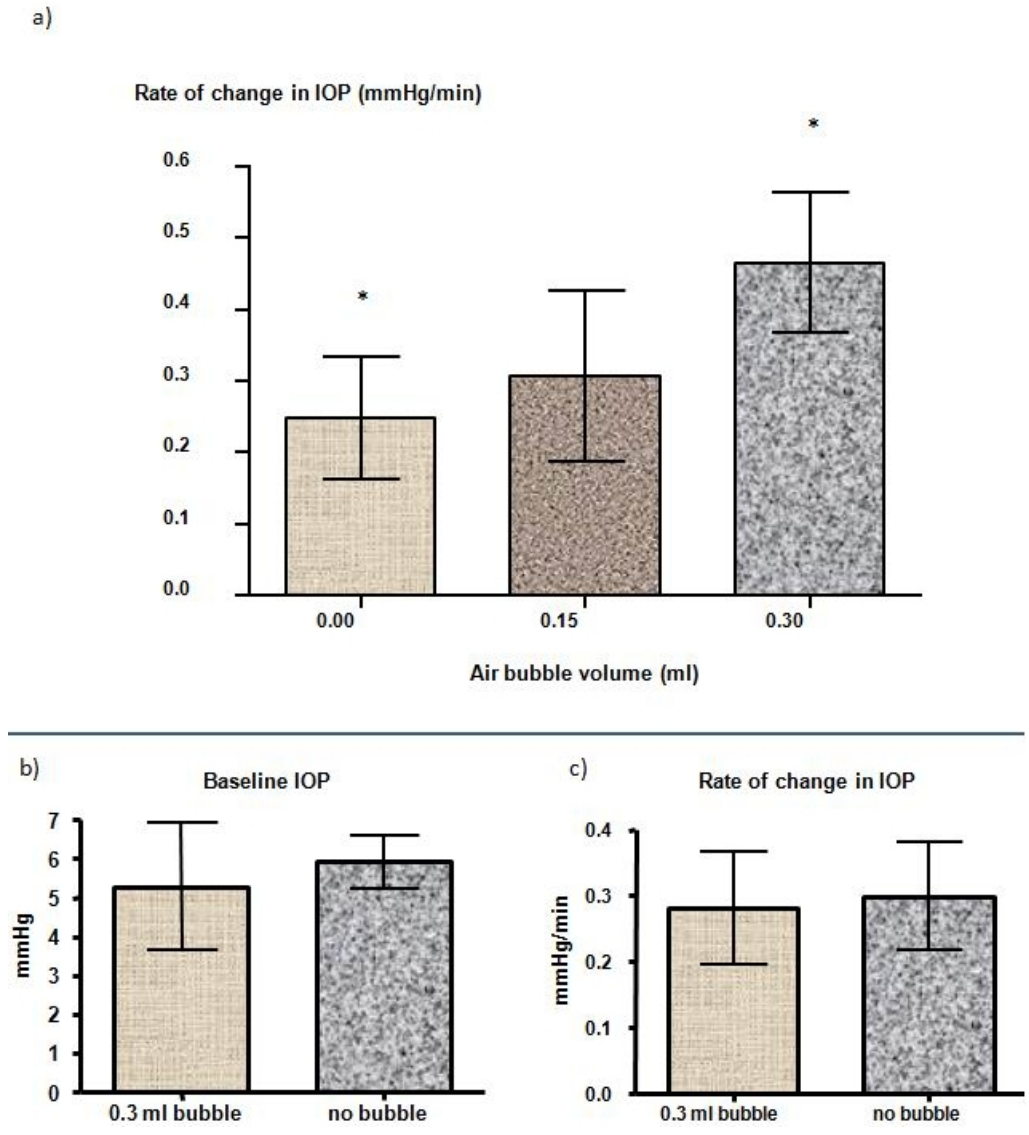 a)
Rate of change in IOP (mmHg/min)
*
*
0.6
0.5
0.4
0.3
0.2
0.1
0.0
0.00 0.15 0.30
Air bubble volume (ml)
b)
Baseline IOP
7
6
5
4
3
2
1
0
mmHg
0.3 ml bubble no bubble
c)
Rate of change in IOP
0.4
0.3
0.2
0.1
0.0
mmHg/min
0.3 ml bubble no bubble